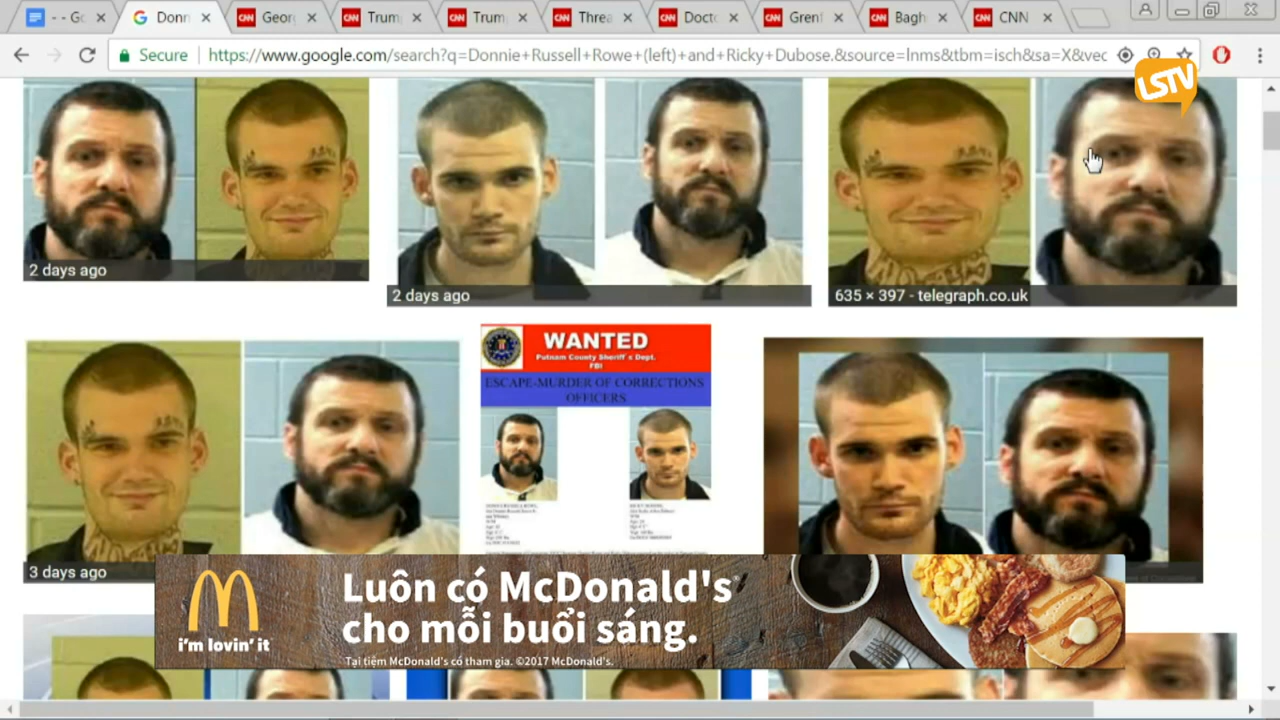 - - Go
Donn
Georg
Trump
Trump
Threa
Docto
Grenf
Bagh
CNN
Secure
https://www.google.com/search?q=Donnie+Russell+Rowe+(left)+and+Ricky+Dubose.&source=lnms&tbm=isch&sa=X&vec
LSTV
2 days ago
2 days ago
635 × 397 - telegraph.co.uk
WANTED
Putnam County Sheriff's Dept.
FBI
ESCAPE-MURDER OF CORRECTIONS
OFFICERS
3 days ago
Luôn có McDonald's
cho mỗi buổi sáng.
i'm lovin' it
Tại tiệm McDonald's có tham gia. ©2017 McDonald's.